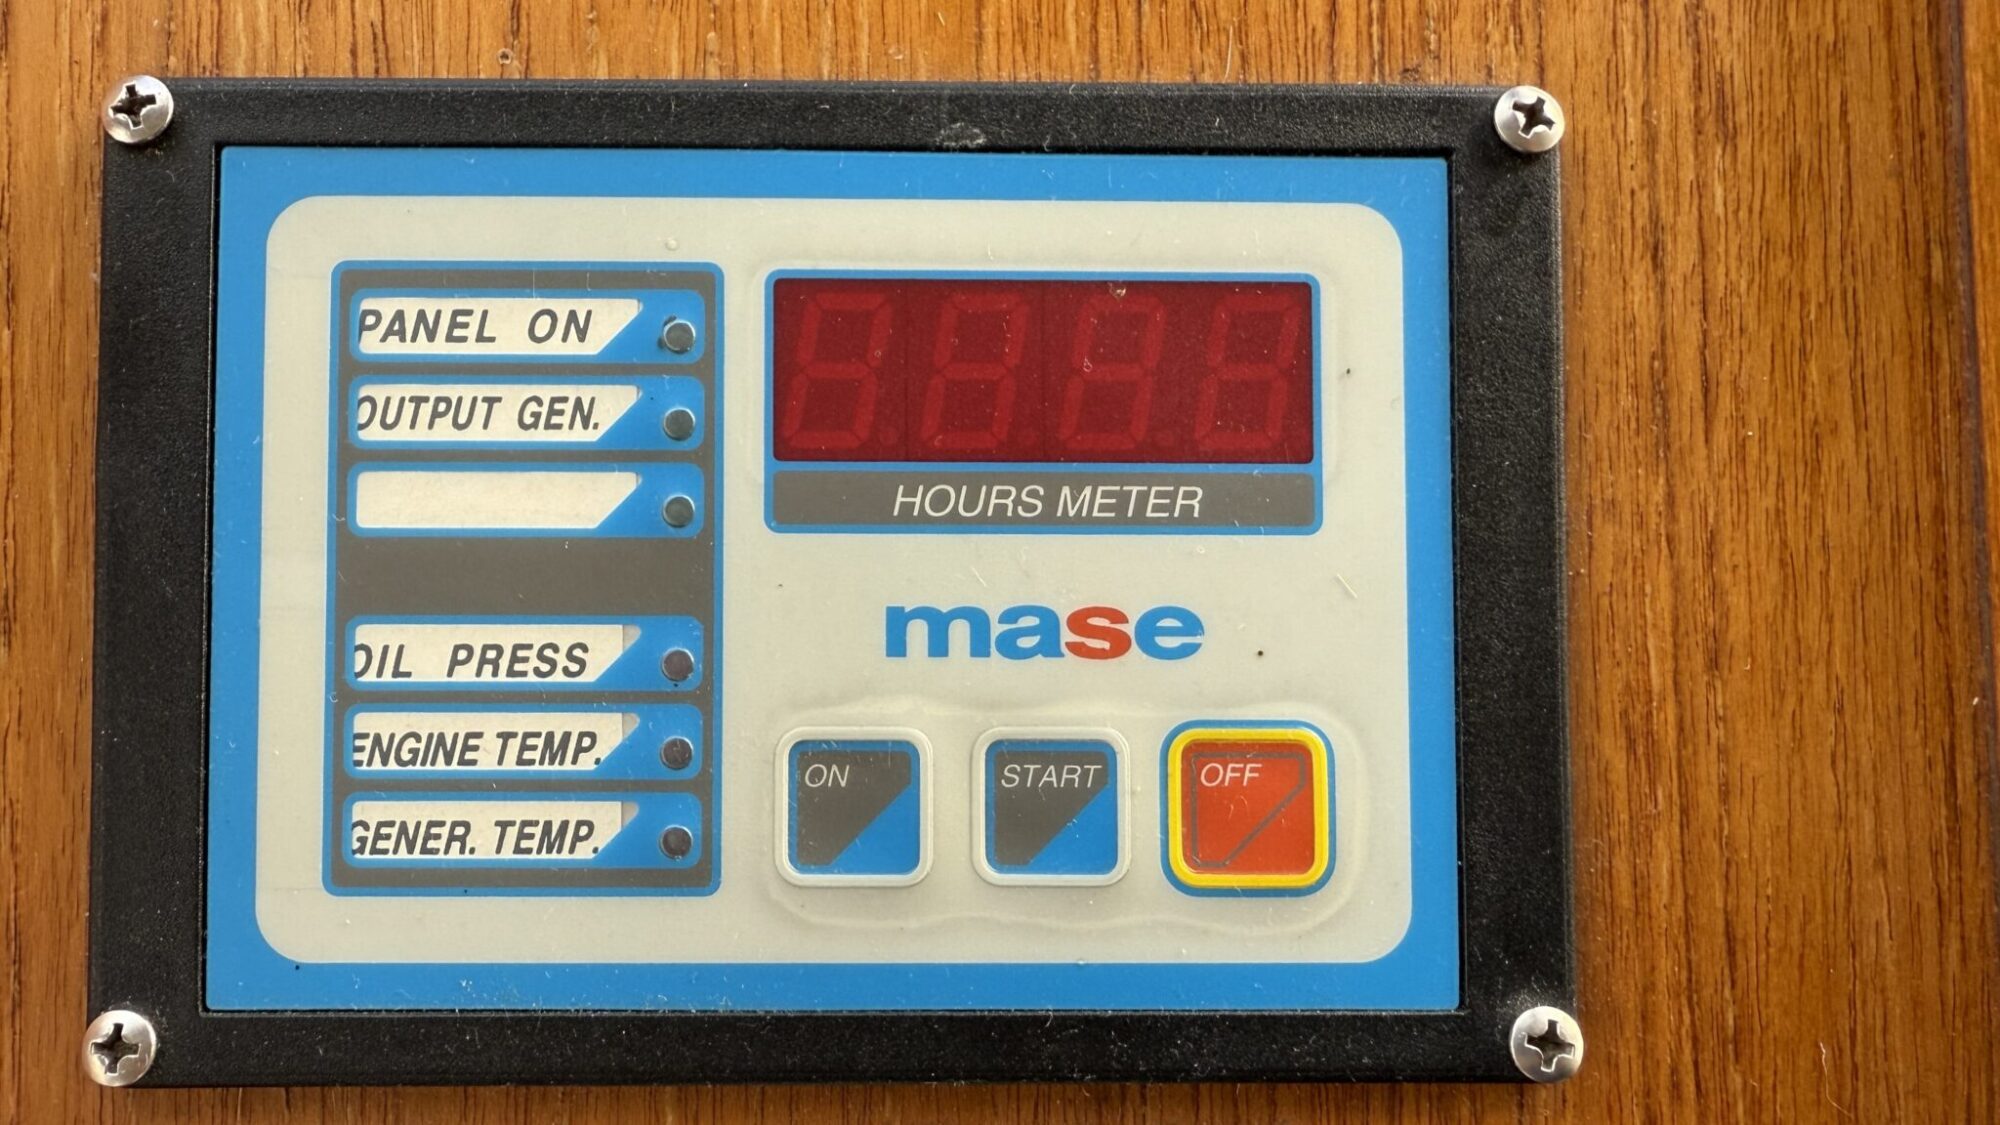 PANEL ON
OUTPUT GEN.
OIL PRESS
ENGINE TEMP.
GENER. TEMP.
HOURS METER
mase
ON
START
OFF